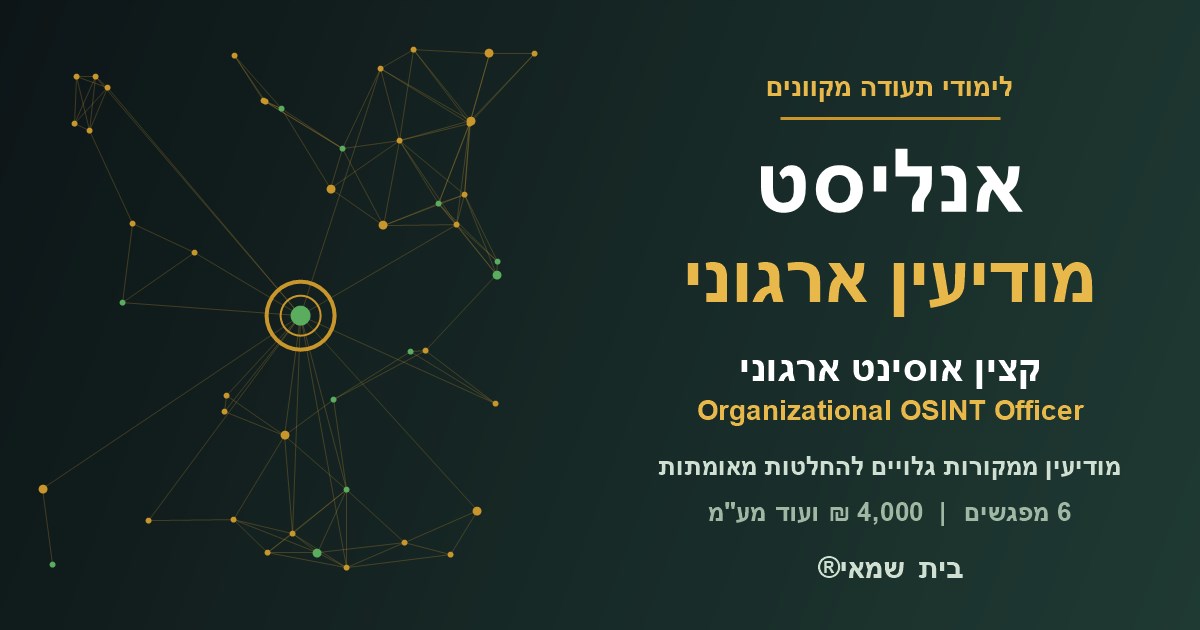 לימודי תעודה מקוונים
אנליסט
מודיעין ארגוני
קצין אוסינט ארגוני
Organizational OSINT Officer
מודיעין ממקורות גלויים להחלטות מאומתות
6 מפגשים | 4,000 ₪ ועוד מע"מ
בית שמאי®